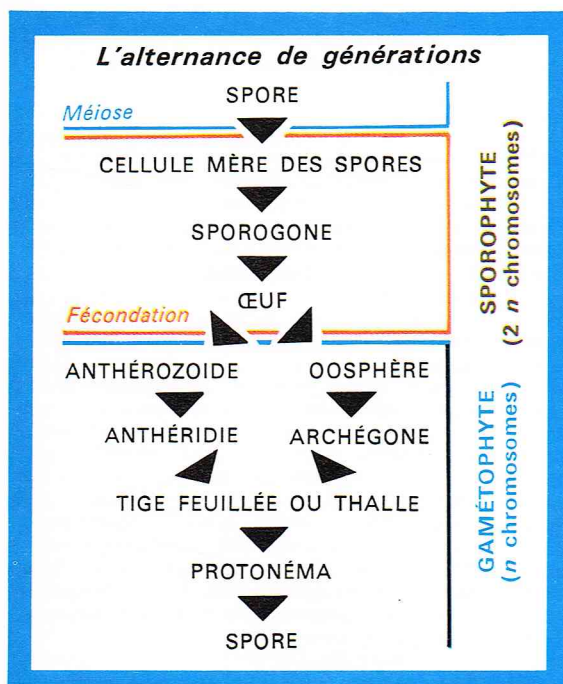 L'alternance de générations
SPORE
Méiose
CELLULE MÈRE DES SPORES
SPOROGONE
ŒUF
Fécondation
ANTHÉROZOIDE OOSPHÈRE
ANTHÉRIDIE ARCHÉGONE
TIGE FEUILLÉE OU THALLE
PROTONÉMA
SPORE
SPOROPHYTE
(2 n chromosomes)
GAMÉTOPHYTE
(n chromosomes)